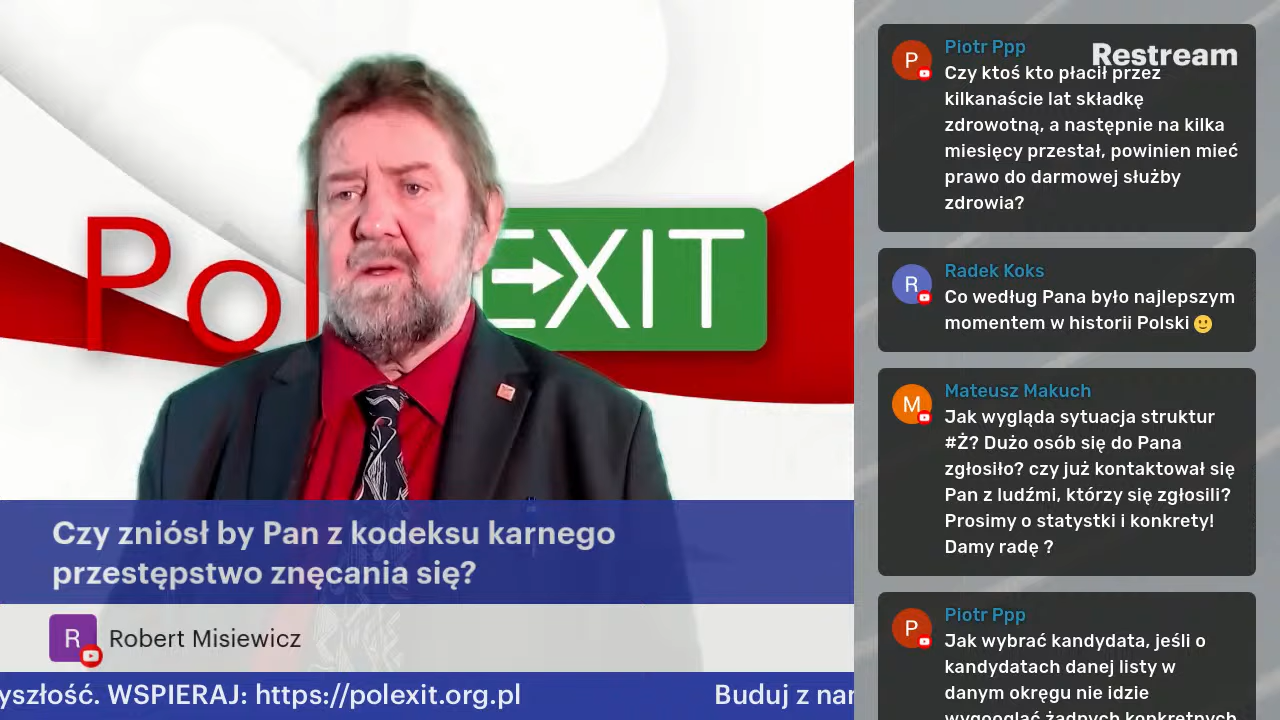 PolEXIT
Czy zniósł by Pan z kodeksu karnego
przestępstwo znęcania się?
R
Robert Misiewicz
yszłość. WSPIERAJ: https://polexit.org.pl
Buduj z nar
Restream
P
Piotr Ppp
Czy ktoś kto płacił przez
kilkanaście lat składkę
zdrowotną, a następnie na kilka
miesięcy przestał, powinien mieć
prawo do darmowej służby
zdrowia?
R
Radek Koks
Co według Pana było najlepszym
momentem w historii Polski 🙂
M
Mateusz Makuch
Jak wygląda sytuacja struktur
#Ż? Dużo osób się do Pana
zgłosiło? czy już kontaktował się
Pan z ludźmi, którzy się zgłosili?
Prosimy o statystki i konkrety!
Damy radę ?
P
Piotr Ppp
Jak wybrać kandydata, jeśli o
kandydatach danej listy w
danym okręgu nie idzie
wygooglać żadnych konkretnych